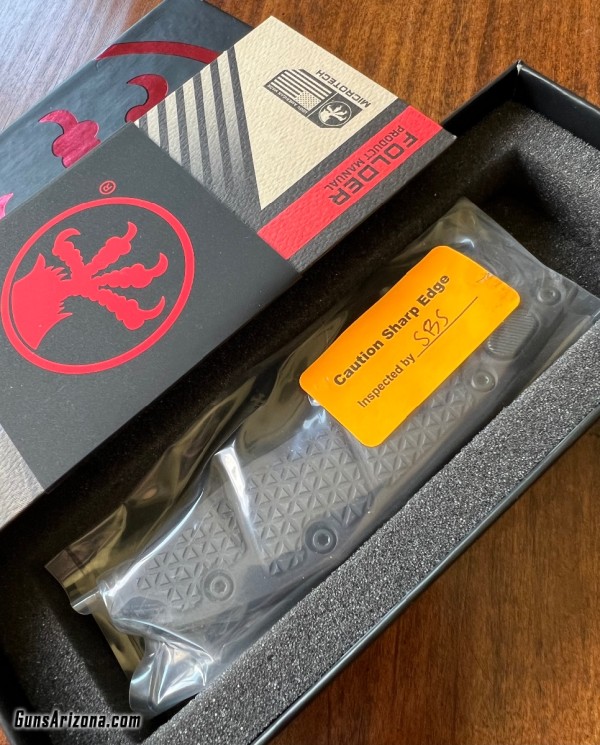 MICROTECH
FOLDER
PRODUCT MANUAL
®
Caution Sharp Edge
Inspected by SBS
GunsArizona.com